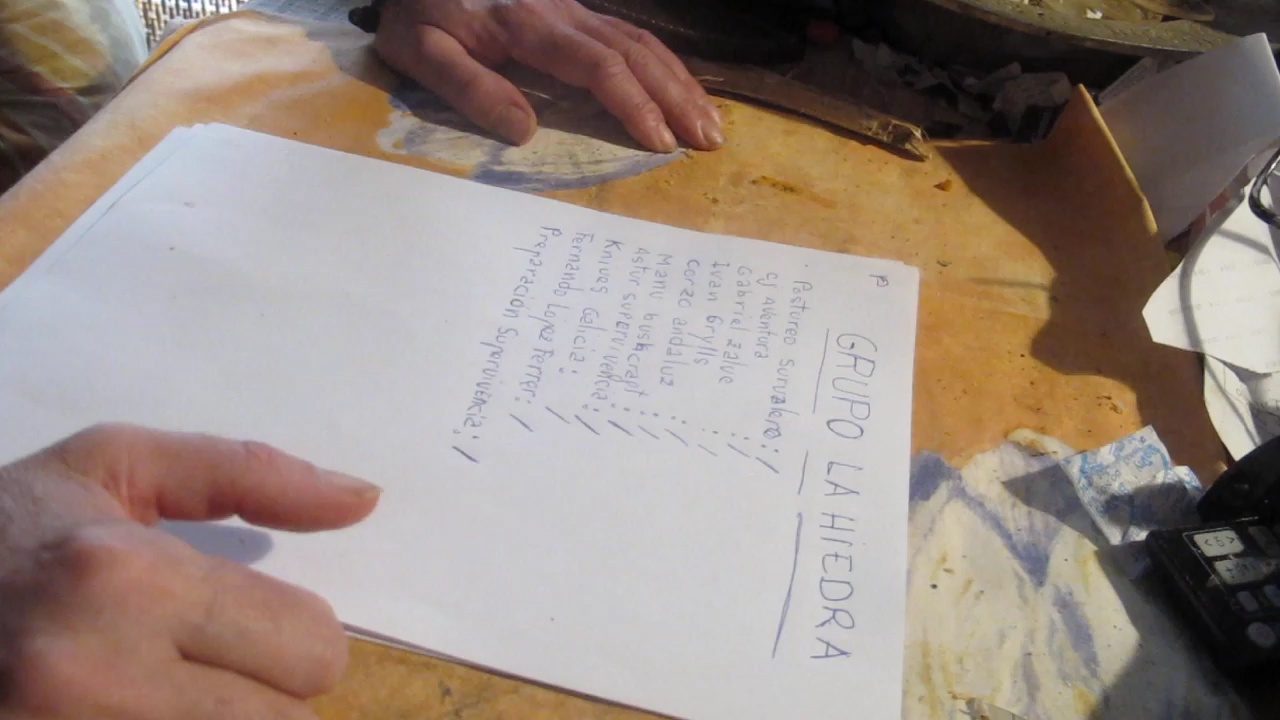 P
GRUPO LA HIEDRA
· Pastoreo survalero: /
CJ Aventura : /
Gabriel zalve : /
Ivan Grylls : /
Corzo andaluz : /
Manu bushcraft : /
Astur supervivencia: /
Knives Galicia: /
Fernando Lopez Ferrer: /
Preparación Supervivencia: /